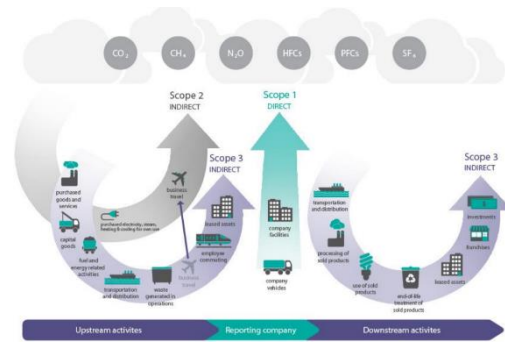 CO₂
CH₄
N₂O
HFCs
PFCs
SF₆
Scope 2
INDIRECT
Scope 1
DIRECT
Scope 3
INDIRECT
Scope 3
INDIRECT
purchased
goods and
services
capital
goods
fuel and
energy related
activities
transportation
and distribution
waste
generated in
operations
purchased electricity, steam,
heating & cooling for own use
business
travel
business
travel
employee
commuting
leased assets
company
facilities
company
vehicles
transportation
and distribution
processing of
sold products
use of sold
products
end-of-life
treatment of
sold products
leased assets
franchises
investments
Upstream activites
Reporting company
Downstream activites